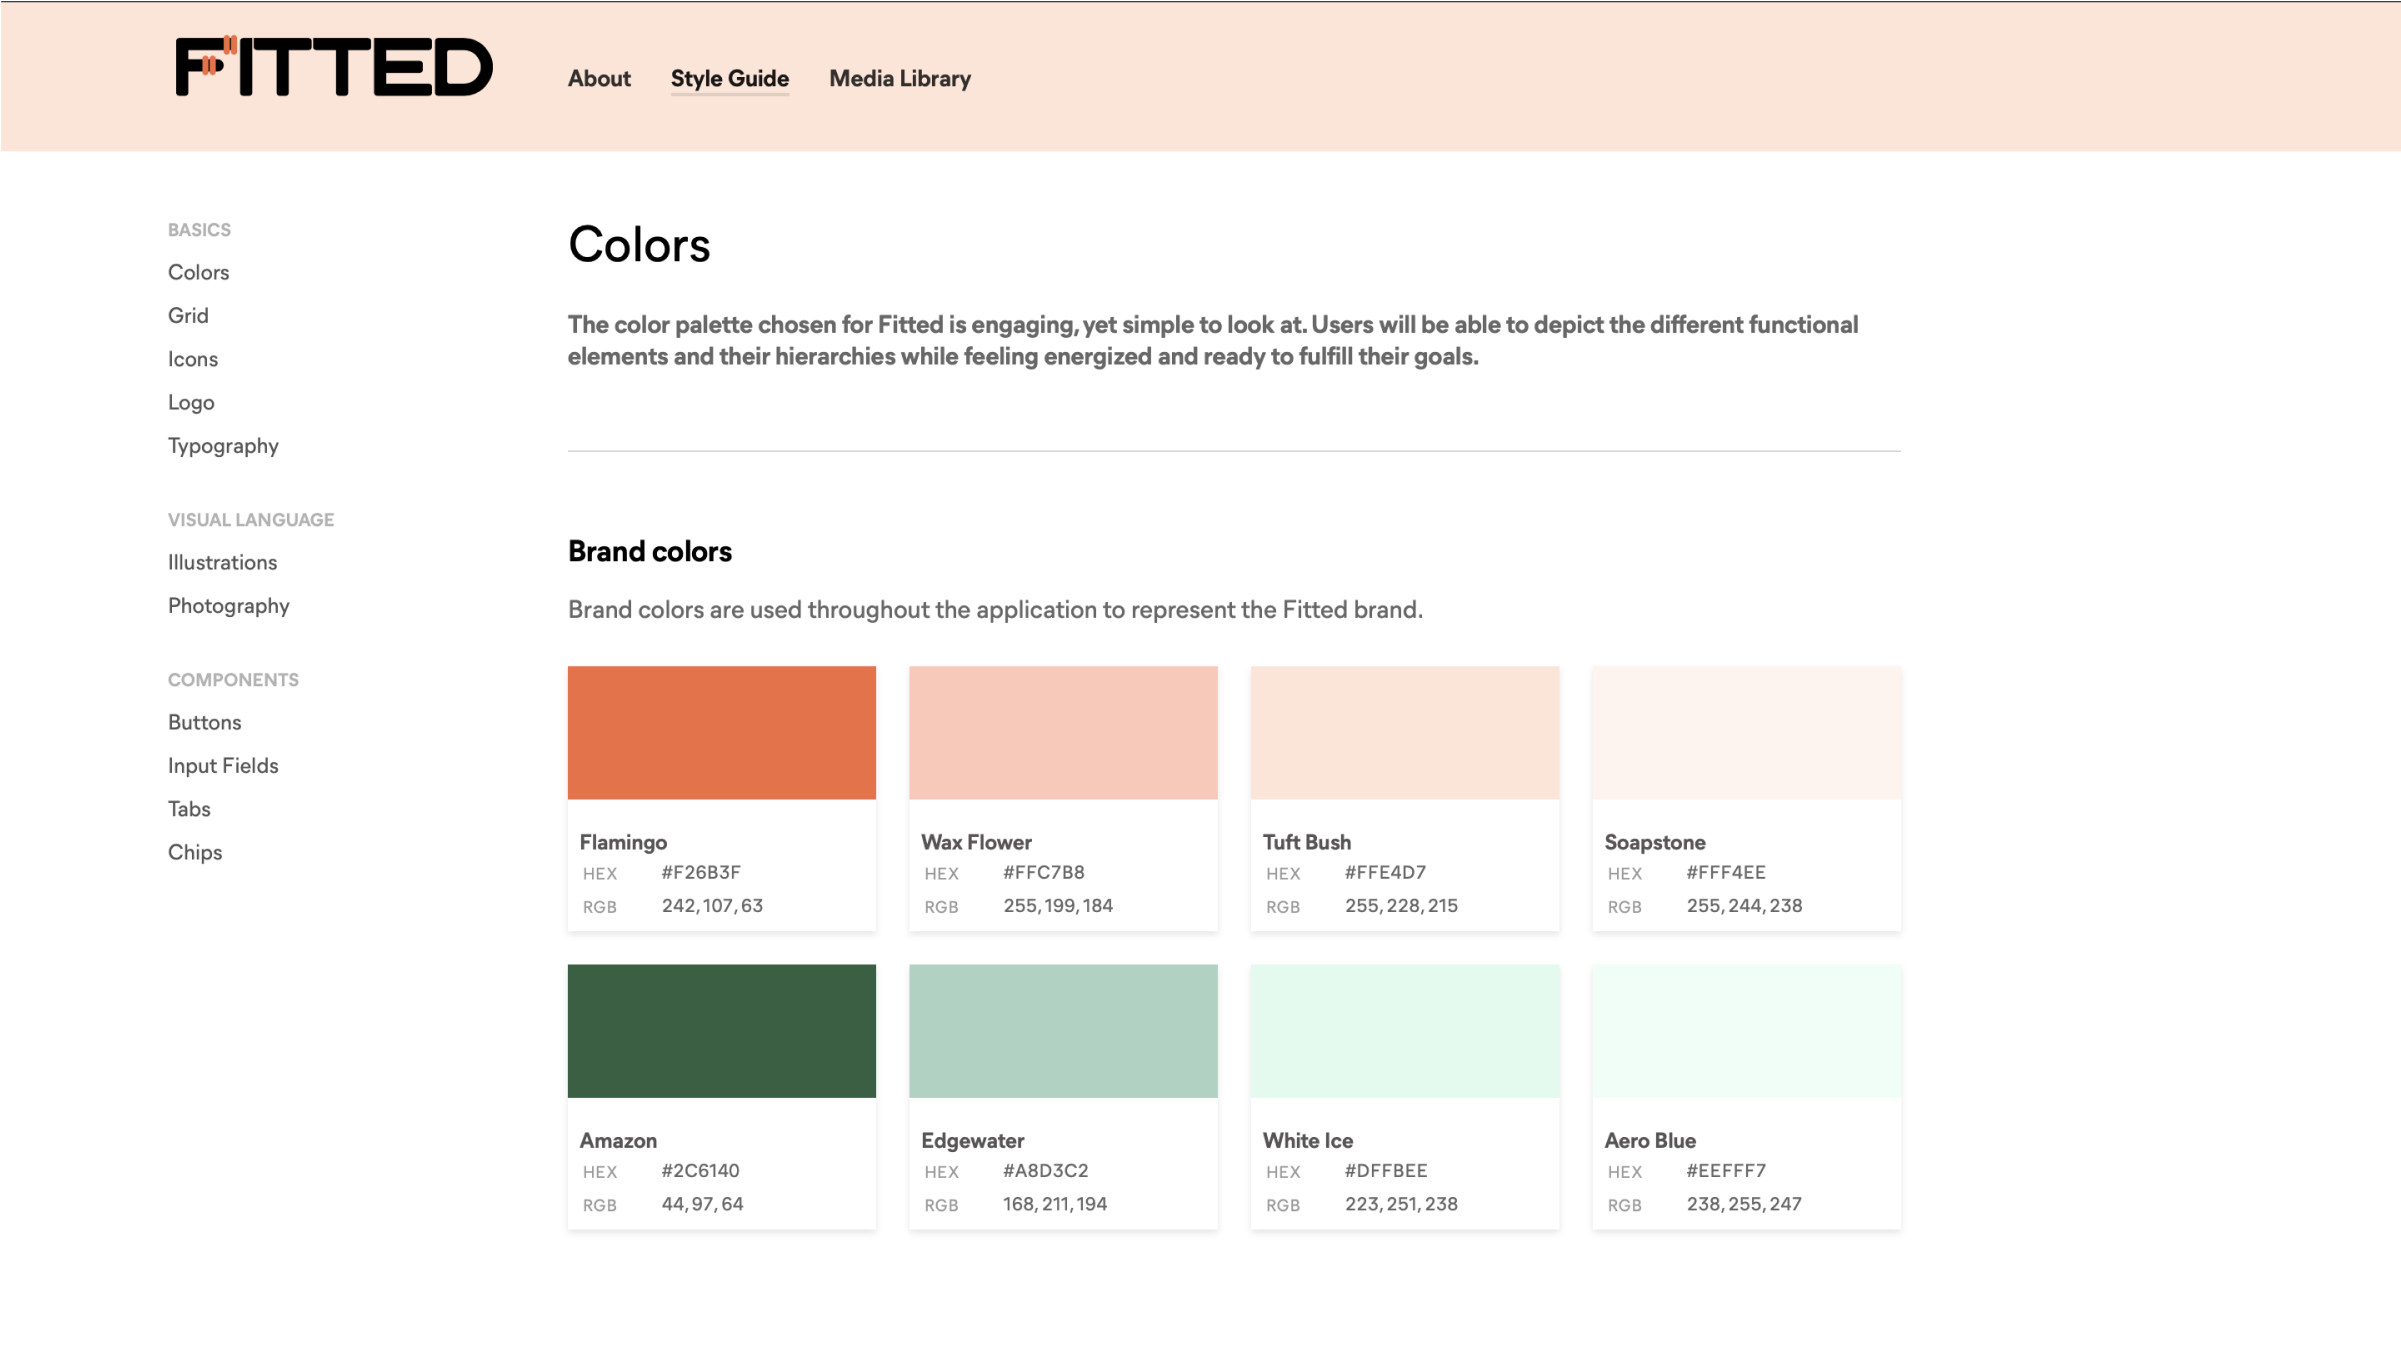 FITTED
About
Style Guide
Media Library
BASICS
Colors
Grid
Icons
Logo
Typography
VISUAL LANGUAGE
Illustrations
Photography
COMPONENTS
Buttons
Input Fields
Tabs
Chips
Colors
The color palette chosen for Fitted is engaging, yet simple to look at. Users will be able to depict the different functional
elements and their hierarchies while feeling energized and ready to fulfill their goals.
Brand colors
Brand colors are used throughout the application to represent the Fitted brand.
Flamingo
HEX #F26B3F
RGB 242, 107, 63
Wax Flower
HEX #FFC7B8
RGB 255, 199, 184
Tuft Bush
HEX #FFE4D7
RGB 255, 228, 215
Soapstone
HEX #FFF4EE
RGB 255, 244, 238
Amazon
HEX #2C6140
RGB 44, 97, 64
Edgewater
HEX #A8D3C2
RGB 168, 211, 194
White Ice
HEX #DFFBEE
RGB 223, 251, 238
Aero Blue
HEX #EEFFF7
RGB 238, 255, 247